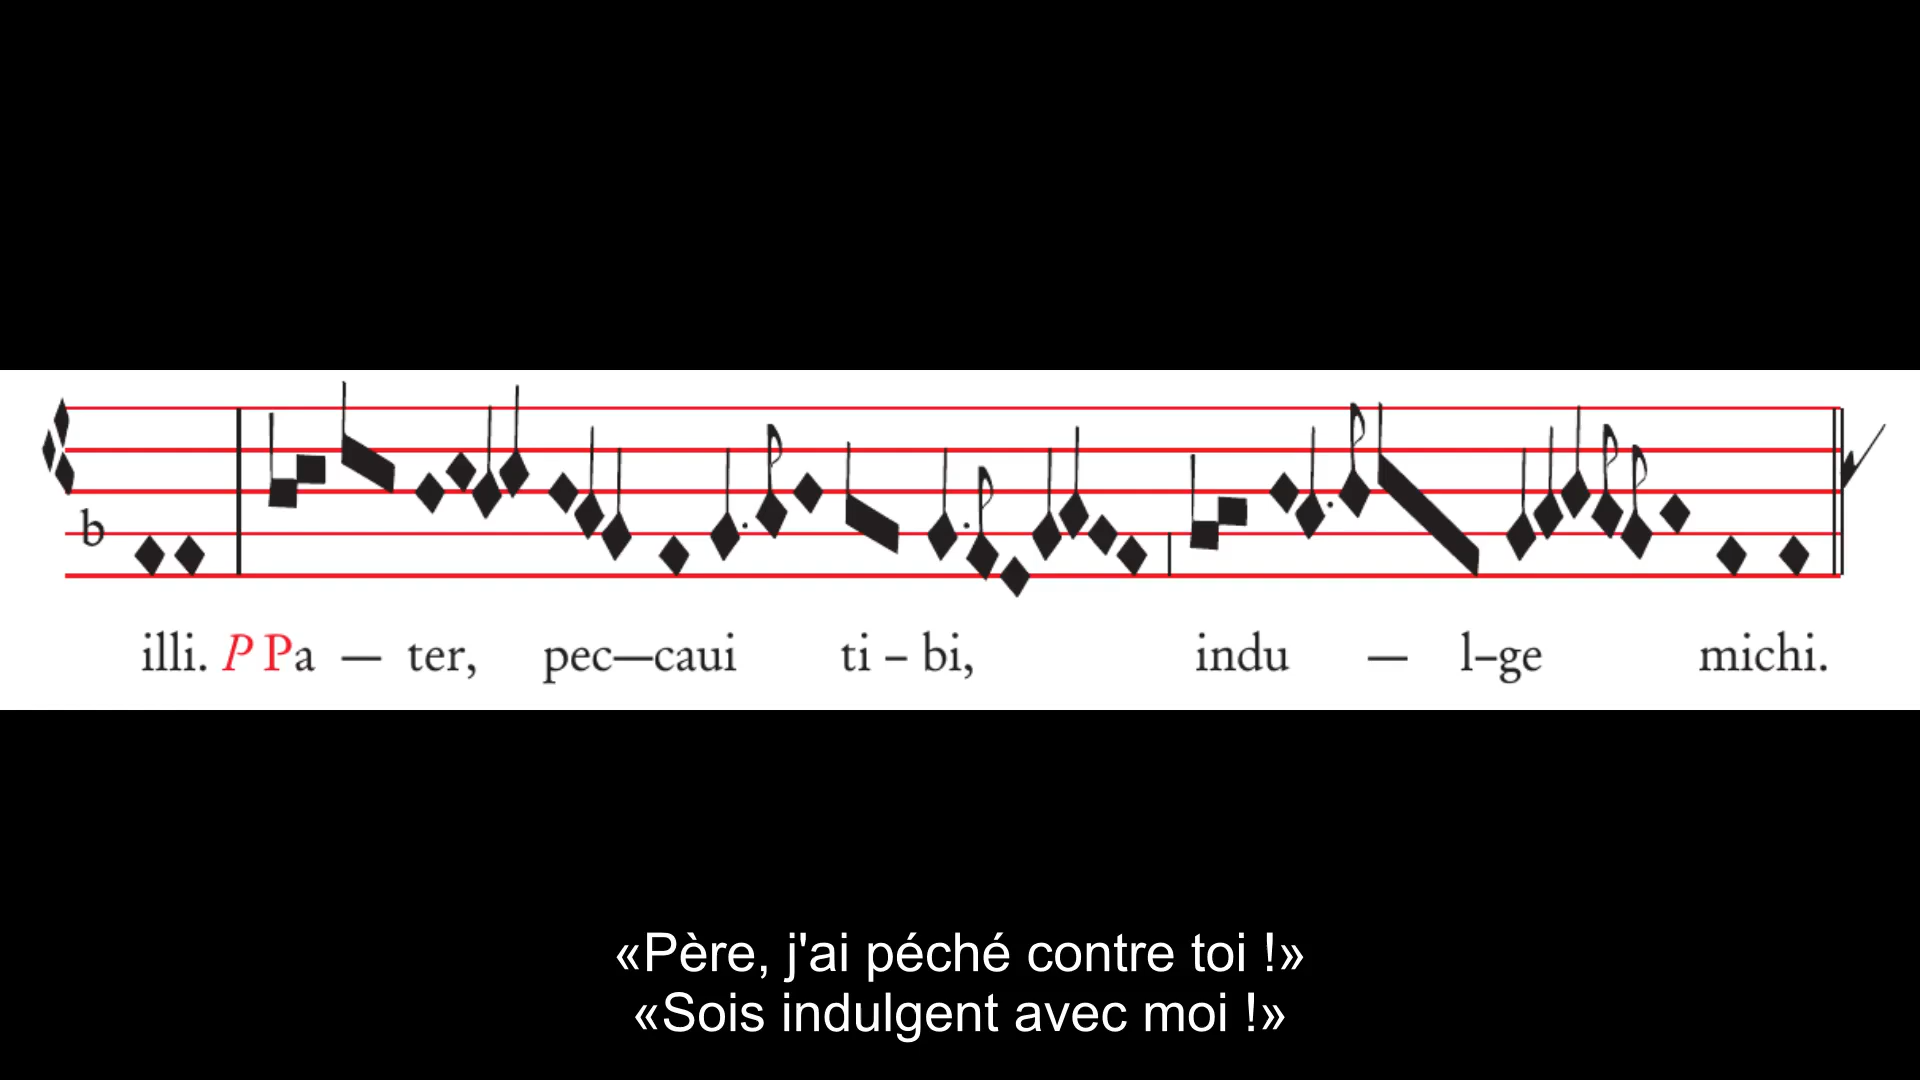 b
illi. P Pa — ter, pec—caui ti – bi, indu — l–ge michi.
«Père, j'ai péché contre toi !»
«Sois indulgent avec moi !»